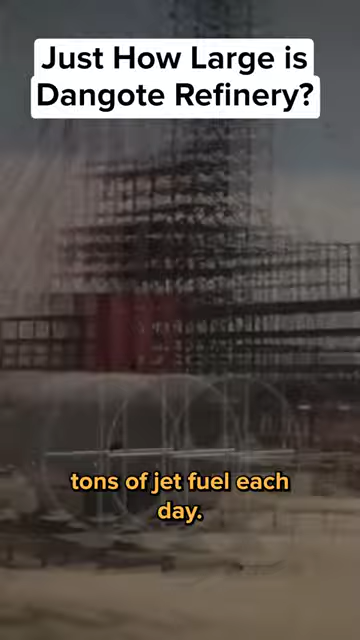 Just How Large is
Dangote Refinery?
tons of jet fuel each
day.